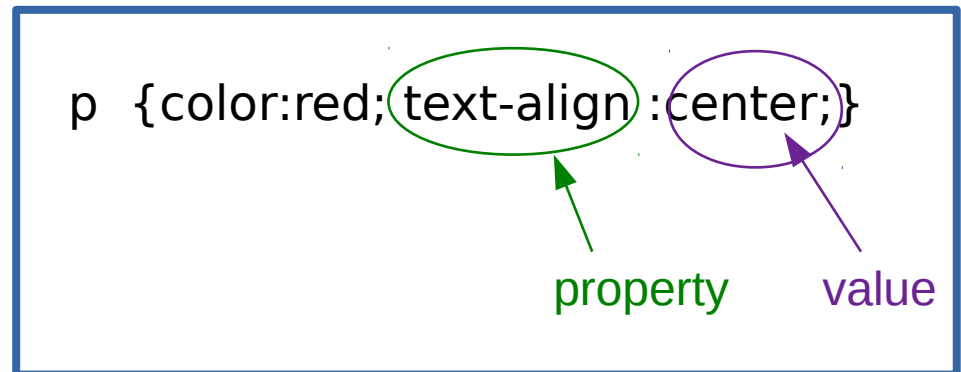 p {color:red; text-align :center;}
property value